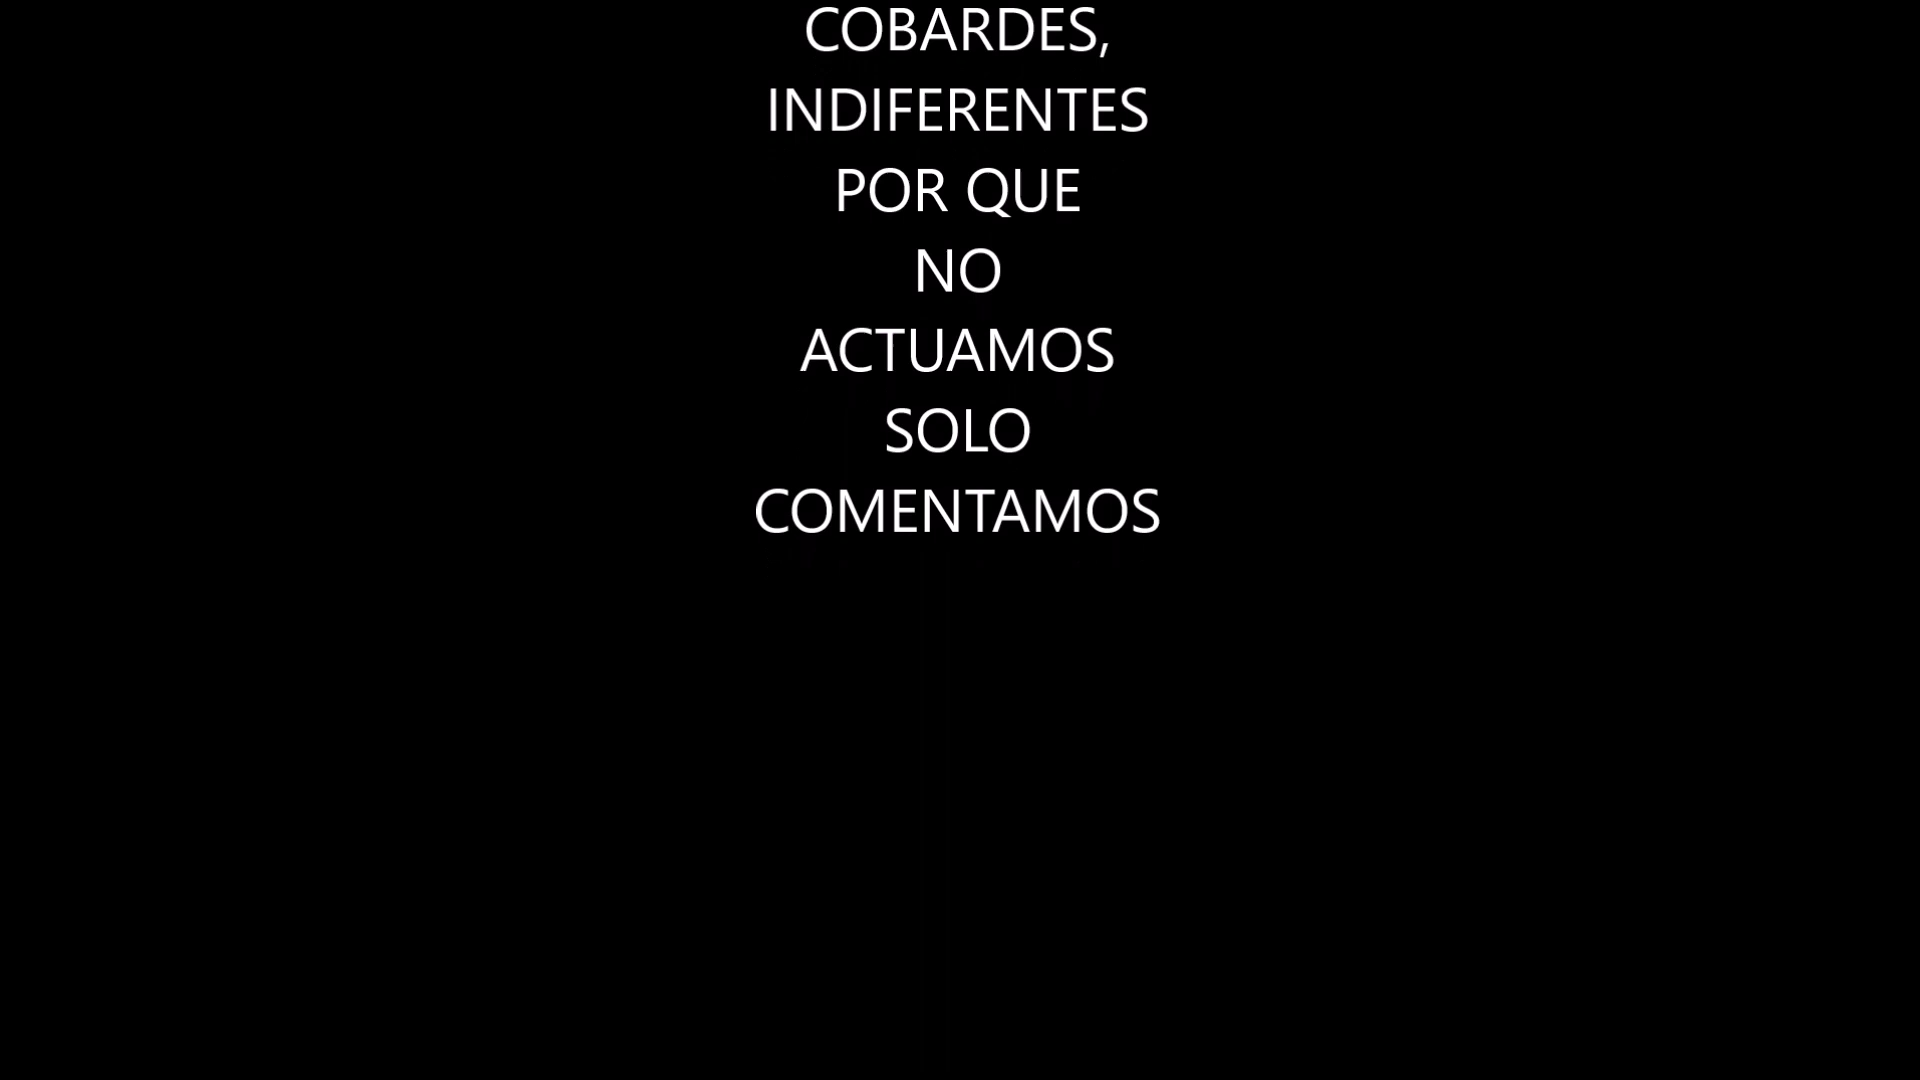 COBARDES,
INDIFERENTES
POR QUE
NO
ACTUAMOS
SOLO
COMENTAMOS